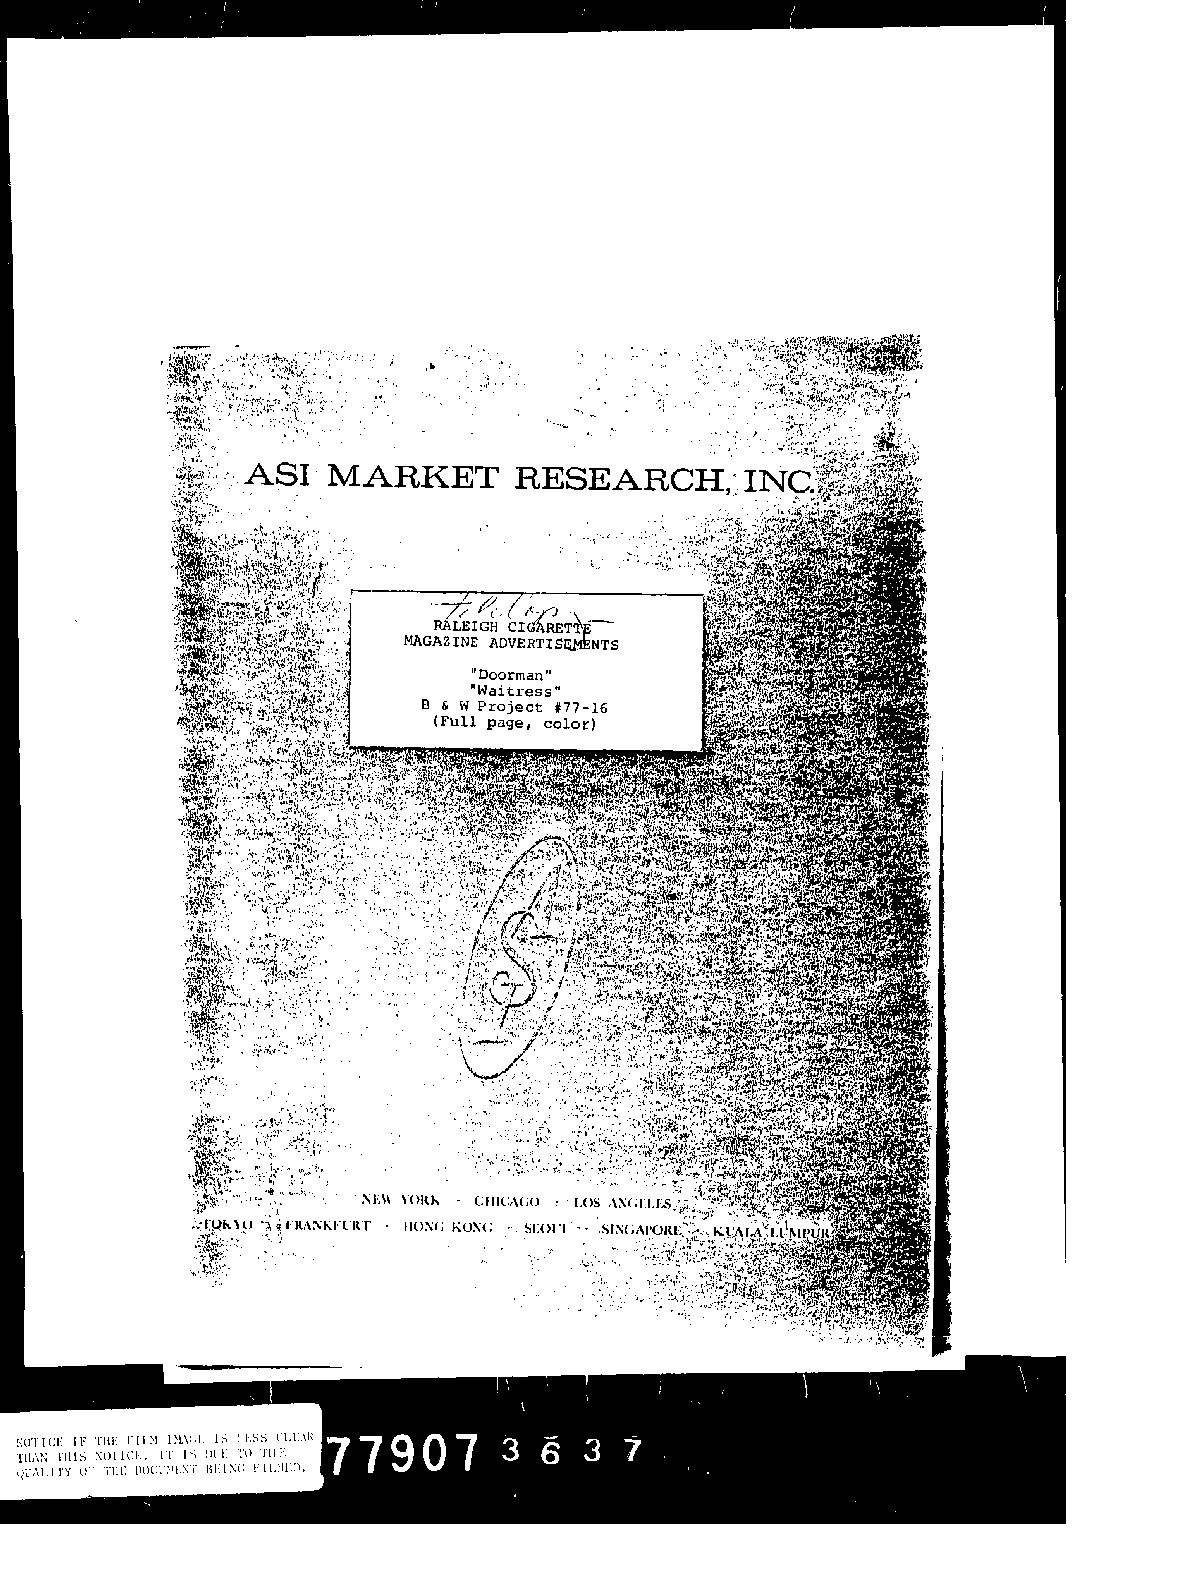 ASI MARKET RESEARCH, INC.
RALEIGH CIGARETTE
MAGAZINE ADVERTISEMENTS
"Doorman"
"Waitress"
B & W Project #77-16
(Full page, color)
ASI
NEW YORK · CHICAGO · LOS ANGELES
TOKYO · FRANKFURT · HONG KONG · SEOUL · SINGAPORE · KUALA LUMPUR
NOTICE IF THE FILM IMAGE IS LESS CLEAR
THAN THIS NOTICE, IT IS DUE TO THE
QUALITY OF THE DOCUMENT BEING FILMED.
77907 3637